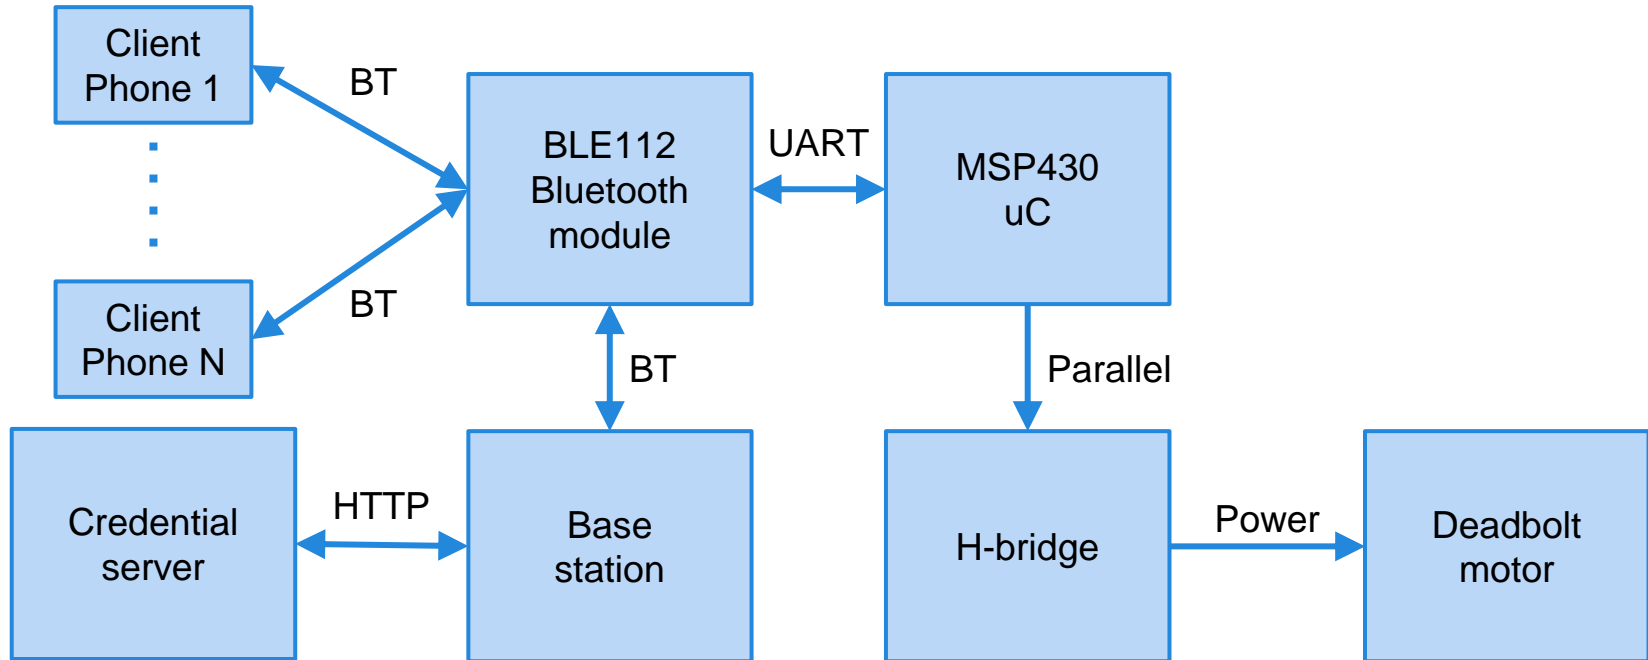 Client
Phone 1
BT
BLE112
Bluetooth
module
UART
MSP430
uC
Client
Phone N
BT
BT
Parallel
Credential
server
HTTP
Base
station
H-bridge
Power
Deadbolt
motor